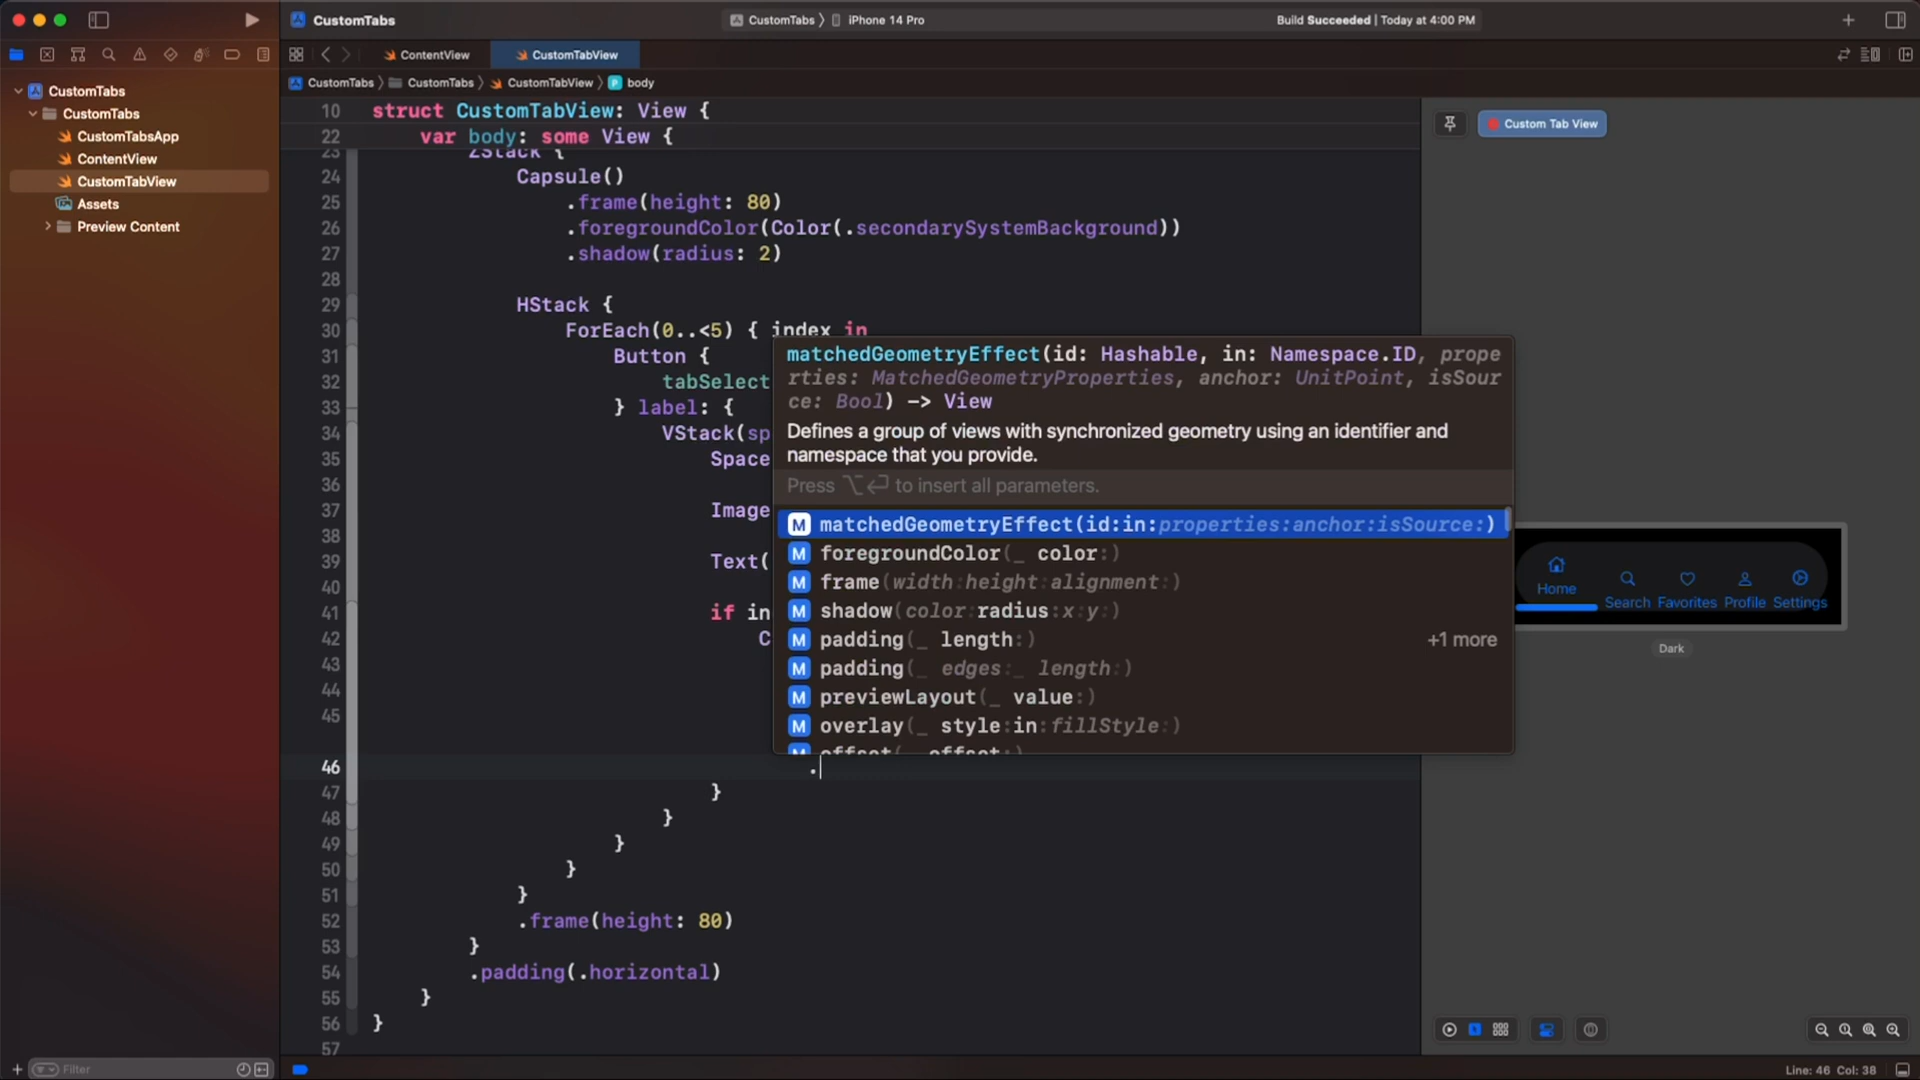 CustomTabs
CustomTabs 〉 iPhone 14 Pro
Build Succeeded | Today at 4:00 PM
ContentView
CustomTabView
CustomTabs 〉 CustomTabs 〉 CustomTabView 〉 P body
CustomTabs
CustomTabs
CustomTabsApp
ContentView
CustomTabView
Assets
Preview Content
10 struct CustomTabView: View {
22 var body: some View {
23 ZStack {
24 Capsule()
25 .frame(height: 80)
26 .foregroundColor(Color(.secondarySystemBackground))
27 .shadow(radius: 2)
28
29 HStack {
30 ForEach(0..<5) { index in
31 Button {
32 tabSelect
33 } label: {
34 VStack(sp
35 Space
36
37 Image
38
39 Text(
40
41 if in
42 C
43
44
45
46 .
47 }
48 }
49 }
50 }
51 }
52 .frame(height: 80)
53 }
54 .padding(.horizontal)
55 }
56 }
57
matchedGeometryEffect(id: Hashable, in: Namespace.ID, prope
rties: MatchedGeometryProperties, anchor: UnitPoint, isSour
ce: Bool) -> View
Defines a group of views with synchronized geometry using an identifier and
namespace that you provide.
Press ⌥⏎ to insert all parameters.
M matchedGeometryEffect(id:in:properties:anchor:isSource:)
M foregroundColor(_ color:)
M frame(width:height:alignment:)
M shadow(color:radius:x:y:)
M padding(_ length:) +1 more
M padding(_ edges:_ length:)
M previewLayout(_ value:)
M overlay(_ style:in:fillStyle:)
M offset(_ offset:)
Custom Tab View
Home
Search
Favorites
Profile
Settings
Dark
Filter
Line: 46 Col: 38